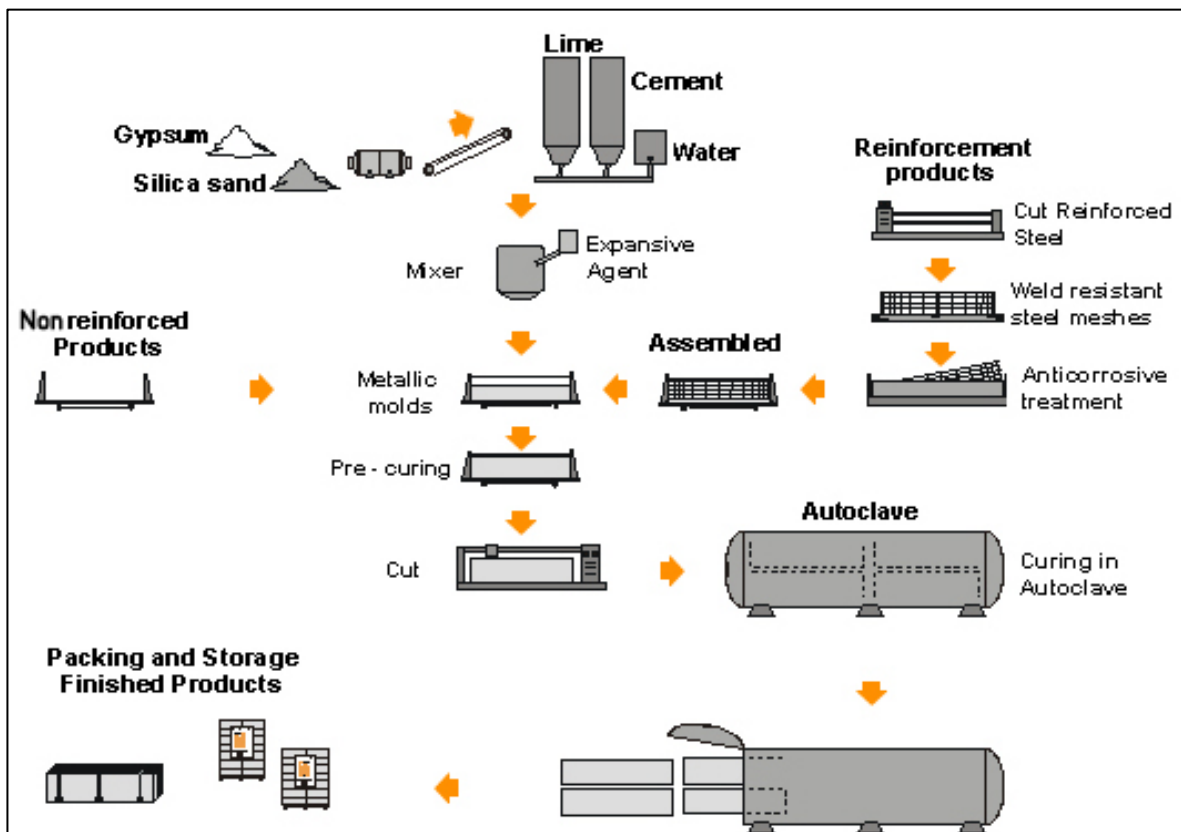 Lime
Cement
Gypsum
Silica sand
Water
Reinforcement
products
Cut Reinforced
Steel
Mixer
Expansive
Agent
Weld resistant
steel meshes
Non reinforced
Products
Assembled
Metallic
molds
Anticorrosive
treatment
Pre - curing
Autoclave
Cut
Curing in
Autoclave
Packing and Storage
Finished Products